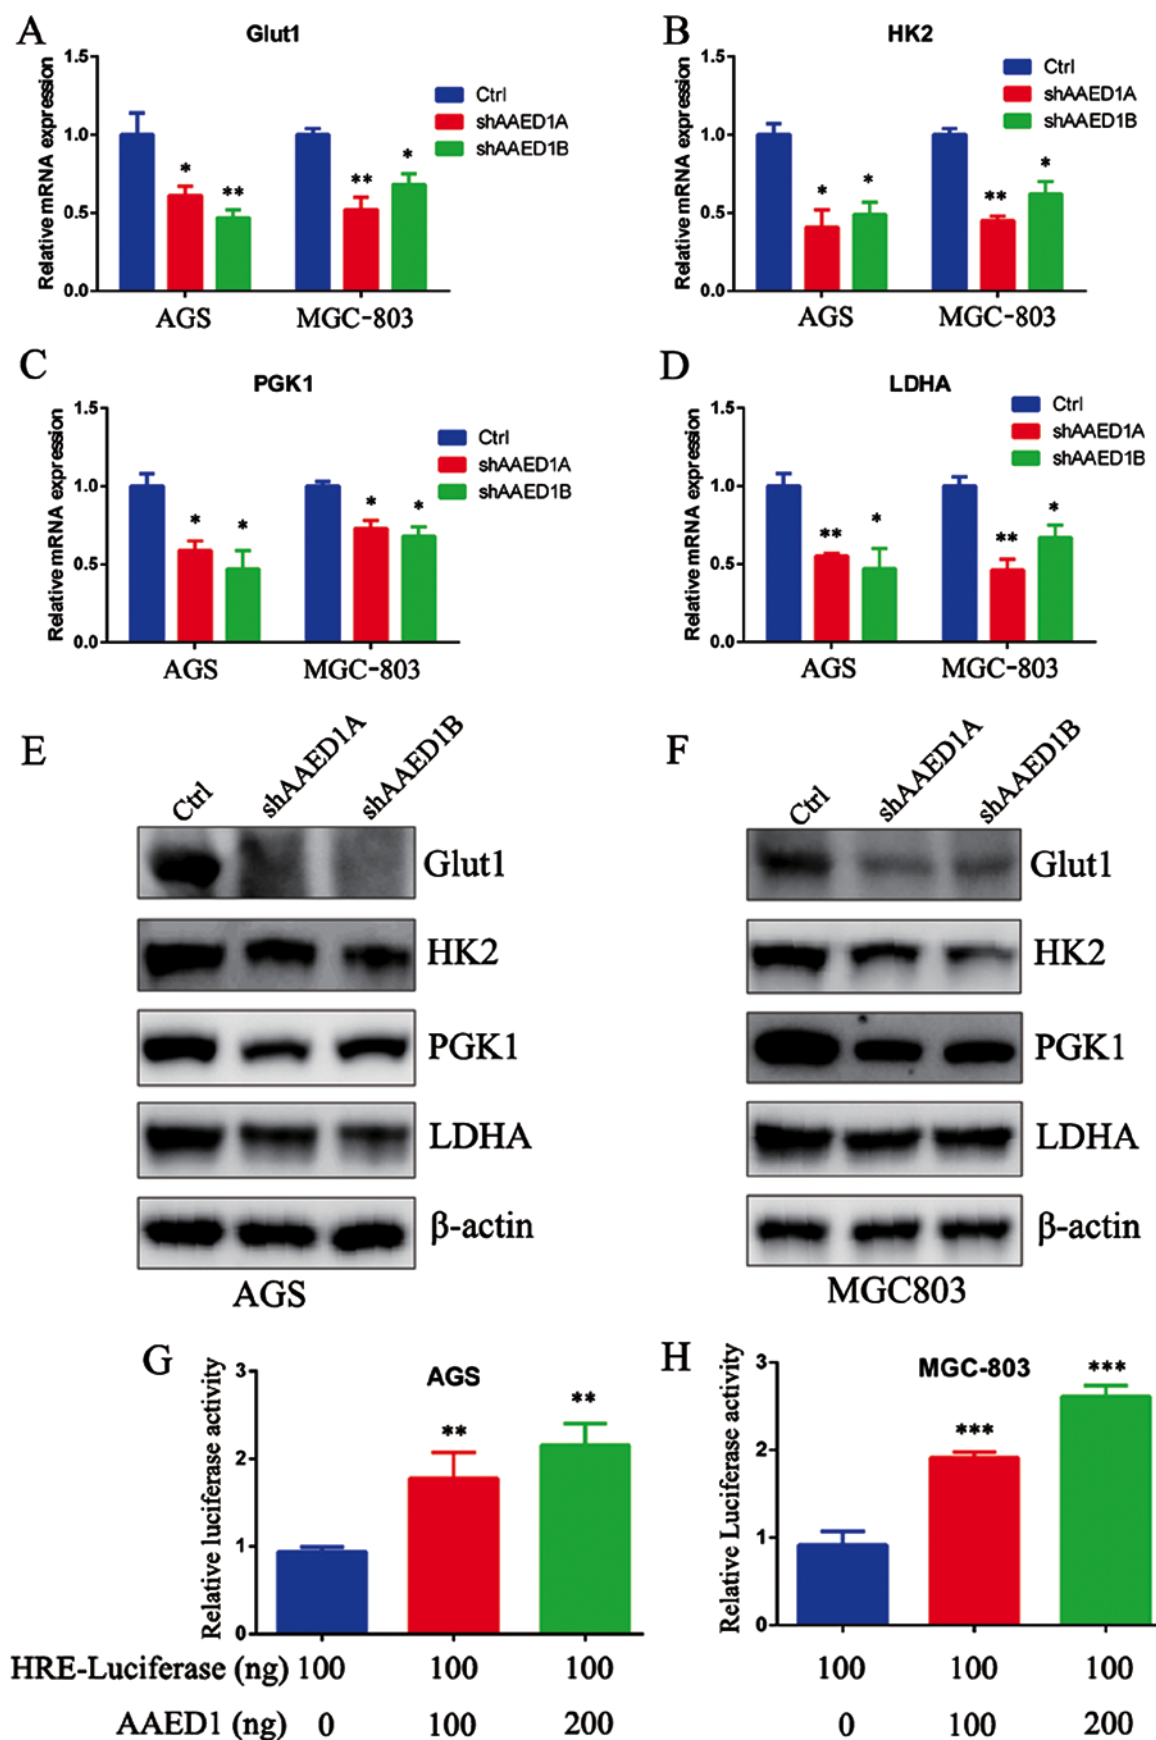 A
Glut1
Relative mRNA expression
1.5
1.0
0.5
0.0
* ** ** *
Ctrl
shAAED1A
shAAED1B
AGS MGC-803
B
HK2
Relative mRNA expression
1.5
1.0
0.5
0.0
* * ** *
Ctrl
shAAED1A
shAAED1B
AGS MGC-803
C
PGK1
Relative mRNA expression
1.5
1.0
0.5
0.0
* * * *
Ctrl
shAAED1A
shAAED1B
AGS MGC-803
D
LDHA
Relative mRNA expression
1.5
1.0
0.5
0.0
** * ** *
Ctrl
shAAED1A
shAAED1B
AGS MGC-803
E
Ctrl shAAED1A shAAED1B
Glut1
HK2
PGK1
LDHA
β-actin
AGS
F
Ctrl shAAED1A shAAED1B
Glut1
HK2
PGK1
LDHA
β-actin
MGC803
G
AGS
Relative luciferase activity
3
2
1
0
** **
H
MGC-803
Relative Luciferase activity
3
2
1
0
*** ***
HRE-Luciferase (ng) 100 100 100 100 100 100
AAED1 (ng) 0 100 200 0 100 200